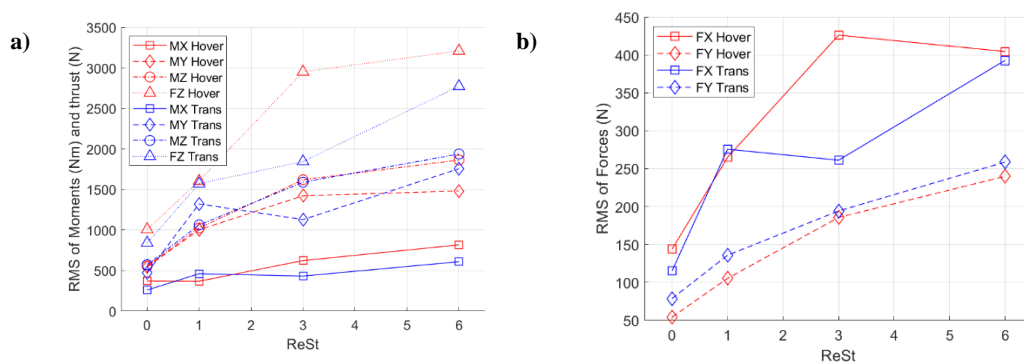 a)
RMS of Moments (Nm) and thrust (N)
3500
3000
2500
2000
1500
1000
500
0
MX Hover
MY Hover
MZ Hover
FZ Hover
MX Trans
MY Trans
MZ Trans
FZ Trans
0 1 2 3 4 5 6
ReSt
b)
RMS of Forces (N)
450
400
350
300
250
200
150
100
50
FX Hover
FY Hover
FX Trans
FY Trans
0 1 2 3 4 5 6
ReSt